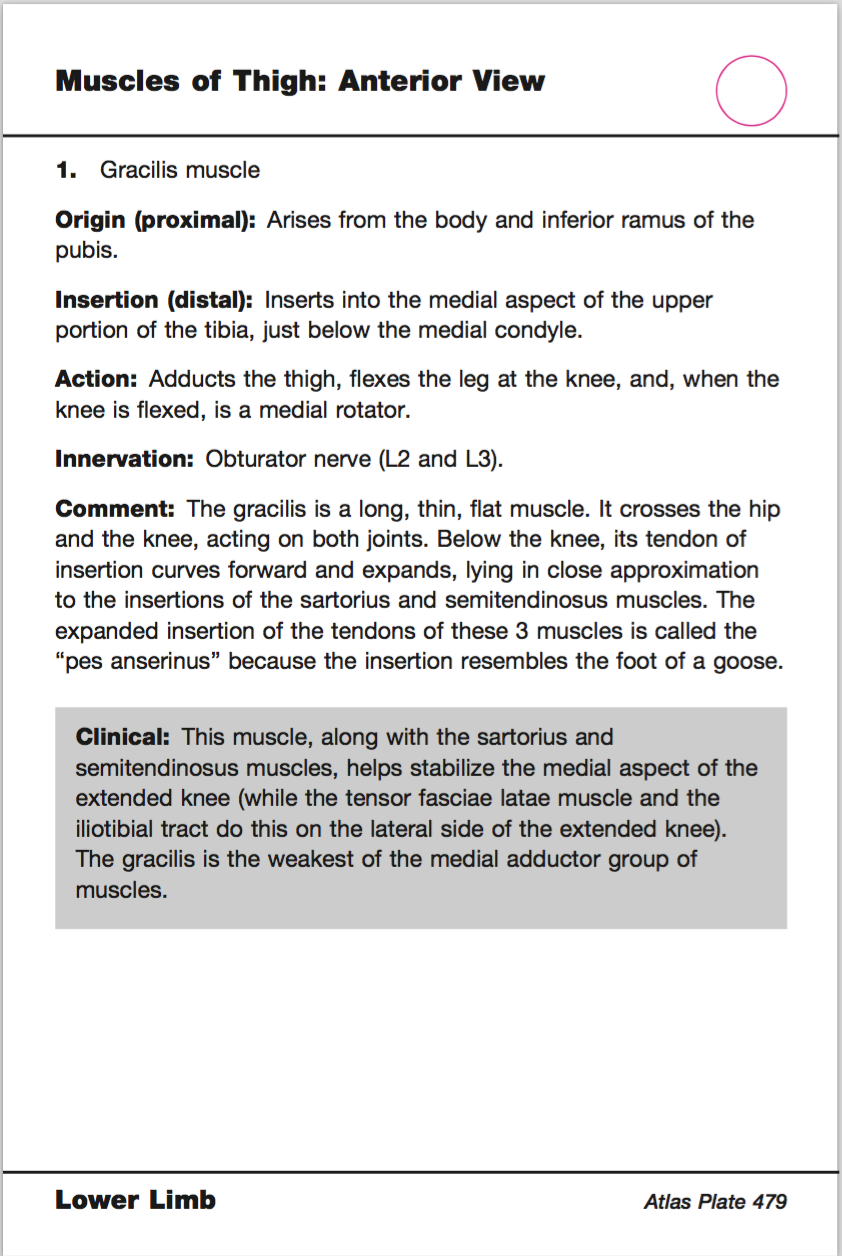 Muscles of Thigh: Anterior View
1. Gracilis muscle
Origin (proximal): Arises from the body and inferior ramus of the
pubis.
Insertion (distal): Inserts into the medial aspect of the upper
portion of the tibia, just below the medial condyle.
Action: Adducts the thigh, flexes the leg at the knee, and, when the
knee is flexed, is a medial rotator.
Innervation: Obturator nerve (L2 and L3).
Comment: The gracilis is a long, thin, flat muscle. It crosses the hip
and the knee, acting on both joints. Below the knee, its tendon of
insertion curves forward and expands, lying in close approximation
to the insertions of the sartorius and semitendinosus muscles. The
expanded insertion of the tendons of these 3 muscles is called the
“pes anserinus” because the insertion resembles the foot of a goose.
Clinical: This muscle, along with the sartorius and
semitendinosus muscles, helps stabilize the medial aspect of the
extended knee (while the tensor fasciae latae muscle and the
iliotibial tract do this on the lateral side of the extended knee).
The gracilis is the weakest of the medial adductor group of
muscles.
Lower Limb
Atlas Plate 479